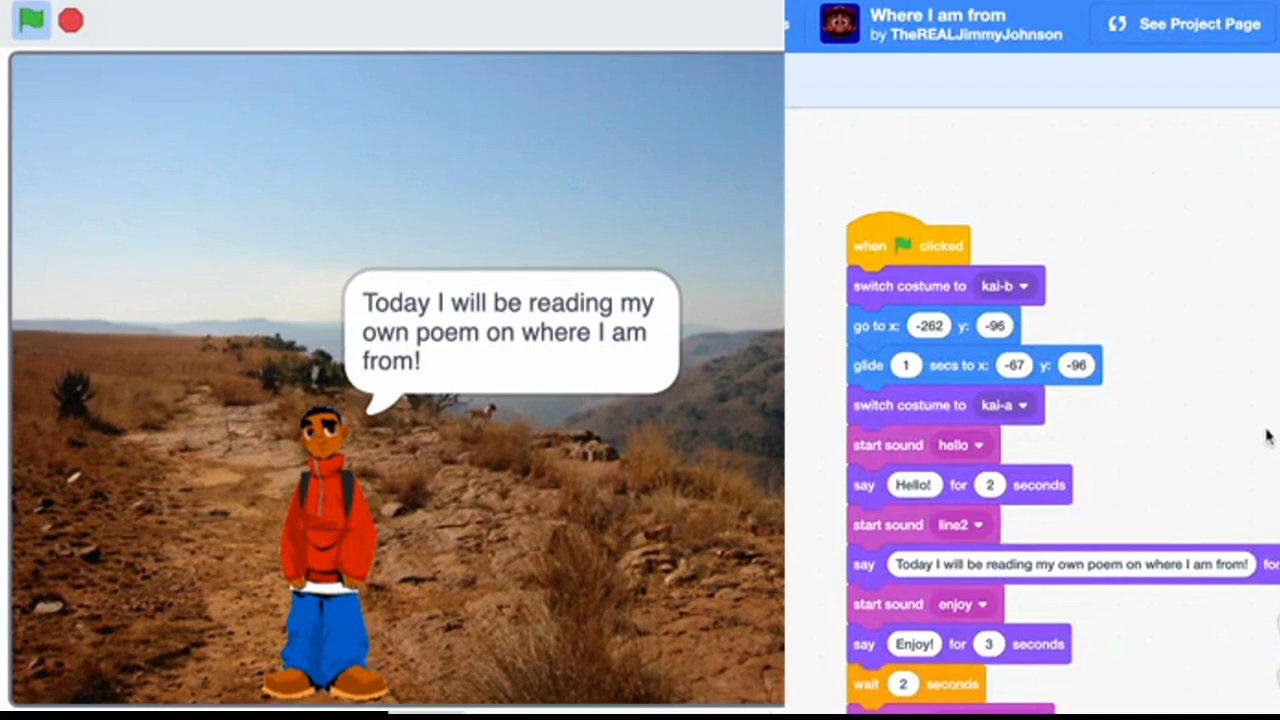 Where I am from
by TheREALJimmyJohnson
See Project Page
Today I will be reading my
own poem on where I am
from!
when clicked
switch costume to kai-b
go to x: -262 y: -96
glide 1 secs to x: -67 y: -96
switch costume to kai-a
start sound hello
say Hello! for 2 seconds
start sound line2
say Today I will be reading my own poem on where I am from! for
start sound enjoy
say Enjoy! for 3 seconds
wait 2 seconds